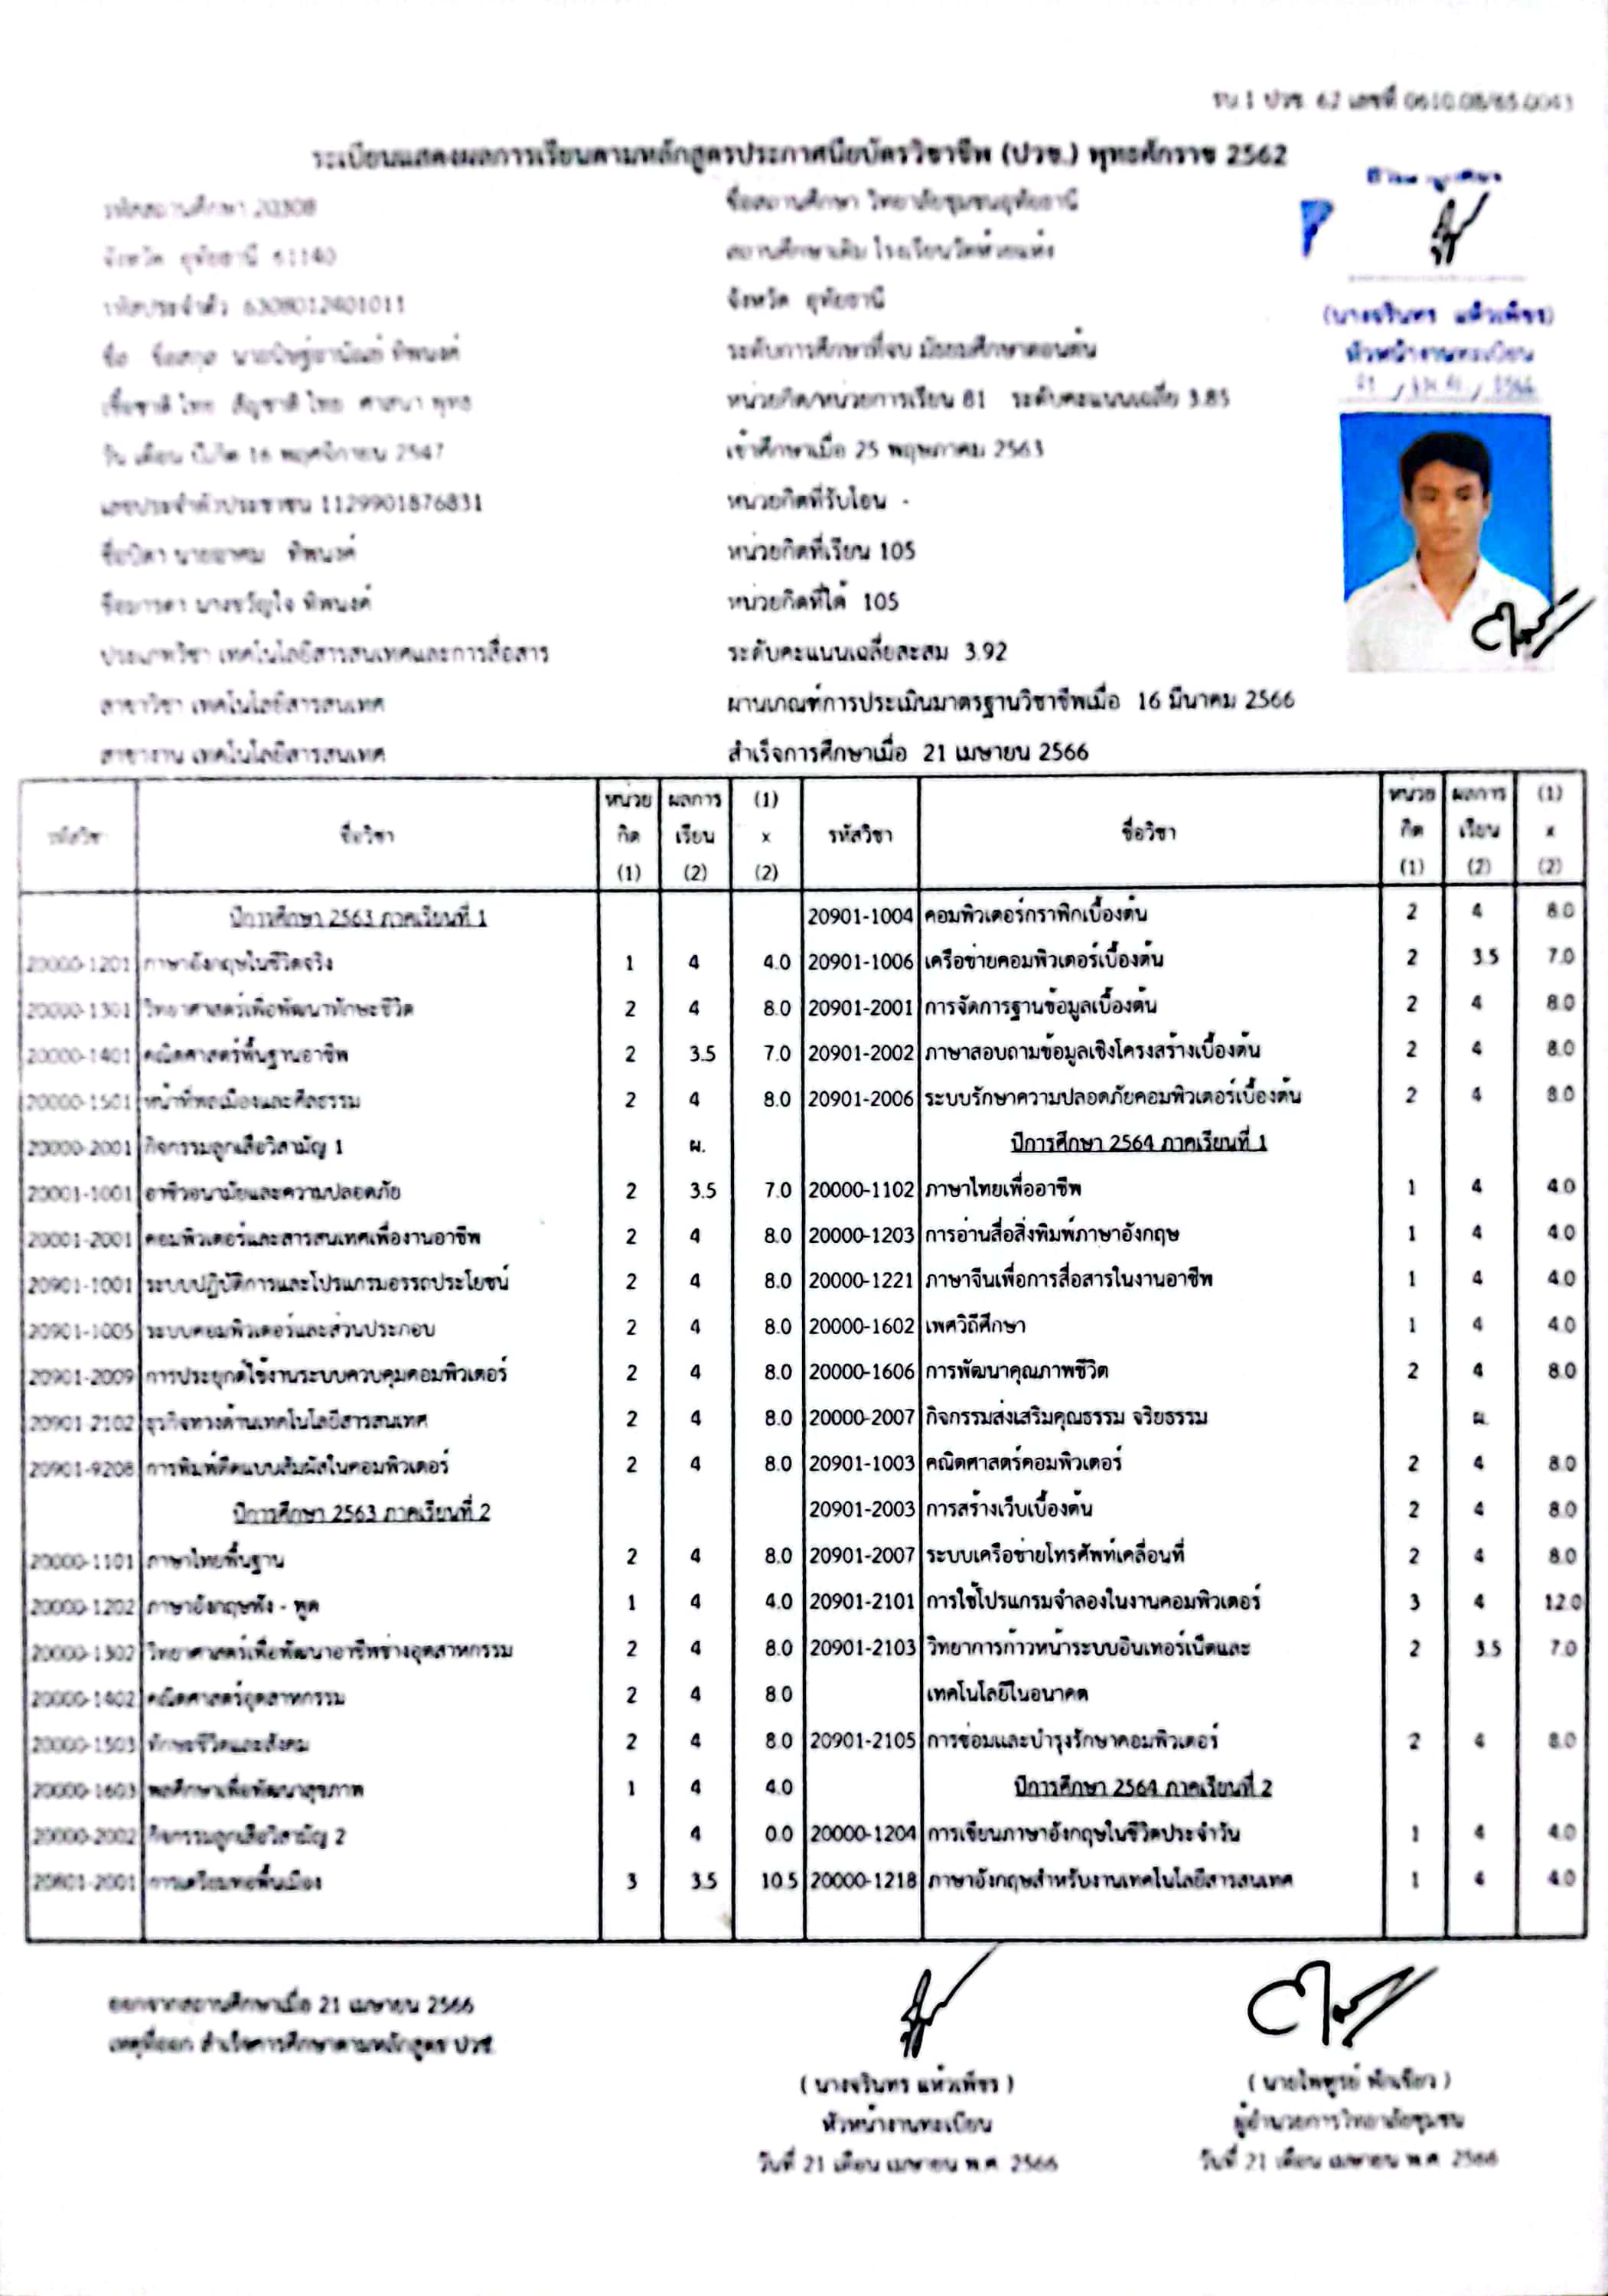 รบ.1 ปวช. 62 เลขที่ 0610.08/65.0043
ระเบียนแสดงผลการเรียนตามหลักสูตรประกาศนียบัตรวิชาชีพ (ปวช.) พุทธศักราช 2562
รหัสสถานศึกษา 20308
ชื่อสถานศึกษา วิทยาลัยชุมชนอุทัยธานี
จังหวัด อุทัยธานี 61140
สถานศึกษาเดิม โรงเรียนวัดห้วยแห้ง
รหัสประจำตัว 6308012401011
จังหวัด อุทัยธานี
(นางจรินทร แห้วเพ็ชร)
ชื่อ ชื่อสกุล ทิพนงค์
ระดับการศึกษาที่จบ มัธยมศึกษาตอนต้น
หัวหน้างานทะเบียน
เชื้อชาติ ไทย สัญชาติ ไทย ศาสนา พุทธ
หน่วยกิต/หน่วยการเรียน 81 ระดับคะแนนเฉลี่ย 3.85
วัน เดือน ปีเกิด 16 พฤศจิกายน 2547
เข้าศึกษาเมื่อ 25 พฤษภาคม 2563
เลขประจำตัวประชาชน 1129901876831
หน่วยกิตที่รับโอน -
ชื่อบิดา นายอาคม ทิพนงค์
หน่วยกิตที่เรียน 105
ชื่อมารดา นางขวัญใจ ทิพนงค์
หน่วยกิตที่ได้ 105
ประเภทวิชา เทคโนโลยีสารสนเทศและการสื่อสาร
ระดับคะแนนเฉลี่ยสะสม 3.92
สาขาวิชา เทคโนโลยีสารสนเทศ
ผ่านเกณฑ์การประเมินมาตรฐานวิชาชีพเมื่อ 16 มีนาคม 2566
สาขางาน เทคโนโลยีสารสนเทศ
สำเร็จการศึกษาเมื่อ 21 เมษายน 2566
รหัสวิชา ชื่อวิชา หน่วยกิต (1) ผลการเรียน (2) (1) x (2) รหัสวิชา ชื่อวิชา หน่วยกิต (1) ผลการเรียน (2) (1) x (2)
ปีการศึกษา 2563 ภาคเรียนที่ 1
20000-1201 ภาษาอังกฤษในชีวิตจริง 1 4 4.0
20000-1301 วิทยาศาสตร์เพื่อพัฒนาทักษะชีวิต 2 4 8.0
20000-1401 คณิตศาสตร์พื้นฐานอาชีพ 2 3.5 7.0
20000-1501 หน้าที่พลเมืองและศีลธรรม 2 4 8.0
20000-2001 กิจกรรมลูกเสือวิสามัญ 1 ผ.
20001-1001 อาชีวอนามัยและความปลอดภัย 2 3.5 7.0
20001-2001 คอมพิวเตอร์และสารสนเทศเพื่องานอาชีพ 2 4 8.0
20901-1001 ระบบปฏิบัติการและโปรแกรมอรรถประโยชน์ 2 4 8.0
20901-1005 ระบบคอมพิวเตอร์และส่วนประกอบ 2 4 8.0
20901-2009 การประยุกต์ใช้งานระบบควบคุมคอมพิวเตอร์ 2 4 8.0
20901-2102 ธุรกิจทางด้านเทคโนโลยีสารสนเทศ 2 4 8.0
20901-9208 การพิมพ์ดีดแบบสัมผัสในคอมพิวเตอร์ 2 4 8.0
ปีการศึกษา 2563 ภาคเรียนที่ 2
20000-1101 ภาษาไทยพื้นฐาน 2 4 8.0
20000-1202 ภาษาอังกฤษฟัง - พูด 1 4 4.0
20000-1302 วิทยาศาสตร์เพื่อพัฒนาอาชีพช่างอุตสาหกรรม 2 4 8.0
20000-1402 คณิตศาสตร์อุตสาหกรรม 2 4 8.0
20000-1503 ทักษะชีวิตและสังคม 2 4 8.0
20000-1603 พลศึกษาเพื่อพัฒนาสุขภาพ 1 4 4.0
20000-2002 กิจกรรมลูกเสือวิสามัญ 2 4 0.0
20801-2001 การเตรียมทอพื้นเมือง 3 3.5 10.5
20901-1004 คอมพิวเตอร์กราฟิกเบื้องต้น 2 4 8.0
20901-1006 เครือข่ายคอมพิวเตอร์เบื้องต้น 2 3.5 7.0
20901-2001 การจัดการฐานข้อมูลเบื้องต้น 2 4 8.0
20901-2002 ภาษาสอบถามข้อมูลเชิงโครงสร้างเบื้องต้น 2 4 8.0
20901-2006 ระบบรักษาความปลอดภัยคอมพิวเตอร์เบื้องต้น 2 4 8.0
ปีการศึกษา 2564 ภาคเรียนที่ 1
20000-1102 ภาษาไทยเพื่ออาชีพ 1 4 4.0
20000-1203 การอ่านสื่อสิ่งพิมพ์ภาษาอังกฤษ 1 4 4.0
20000-1221 ภาษาจีนเพื่อการสื่อสารในงานอาชีพ 1 4 4.0
20000-1602 เพศวิถีศึกษา 1 4 4.0
20000-1606 การพัฒนาคุณภาพชีวิต 2 4 8.0
20000-2007 กิจกรรมส่งเสริมคุณธรรม จริยธรรม ผ.
20901-1003 คณิตศาสตร์คอมพิวเตอร์ 2 4 8.0
20901-2003 การสร้างเว็บเบื้องต้น 2 4 8.0
20901-2007 ระบบเครือข่ายโทรศัพท์เคลื่อนที่ 2 4 8.0
20901-2101 การใช้โปรแกรมจำลองในงานคอมพิวเตอร์ 3 4 12.0
20901-2103 วิทยาการก้าวหน้าระบบอินเทอร์เน็ตและ 2 3.5 7.0
เทคโนโลยีในอนาคต
20901-2105 การซ่อมและบำรุงรักษาคอมพิวเตอร์ 2 4 8.0
ปีการศึกษา 2564 ภาคเรียนที่ 2
20000-1204 การเขียนภาษาอังกฤษในชีวิตประจำวัน 1 4 4.0
20000-1218 ภาษาอังกฤษสำหรับงานเทคโนโลยีสารสนเทศ 1 4 4.0
ออกจากสถานศึกษาเมื่อ 21 เมษายน 2566
เหตุที่ออก สำเร็จการศึกษาตามหลักสูตร ปวช.
( นางจรินทร แห้วเพ็ชร )
หัวหน้างานทะเบียน
วันที่ 21 เดือน เมษายน พ.ศ. 2566
( นายไพฑูรย์ ฟักเขียว )
ผู้อำนวยการวิทยาลัยชุมชน
วันที่ 21 เดือน เมษายน พ.ศ. 2566